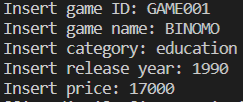 Insert game ID: GAME001
Insert game name: BINOMO
Insert category: education
Insert release year: 1990
Insert price: 17000